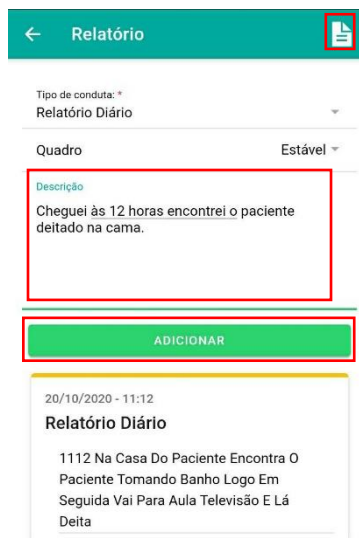 Relatório
Tipo de conduta: *
Relatório Diário
Quadro Estável
Descrição
Cheguei às 12 horas encontrei o paciente
deitado na cama.
ADICIONAR
20/10/2020 - 11:12
Relatório Diário
1112 Na Casa Do Paciente Encontra O
Paciente Tomando Banho Logo Em
Seguida Vai Para Aula Televisão E Lá
Deita